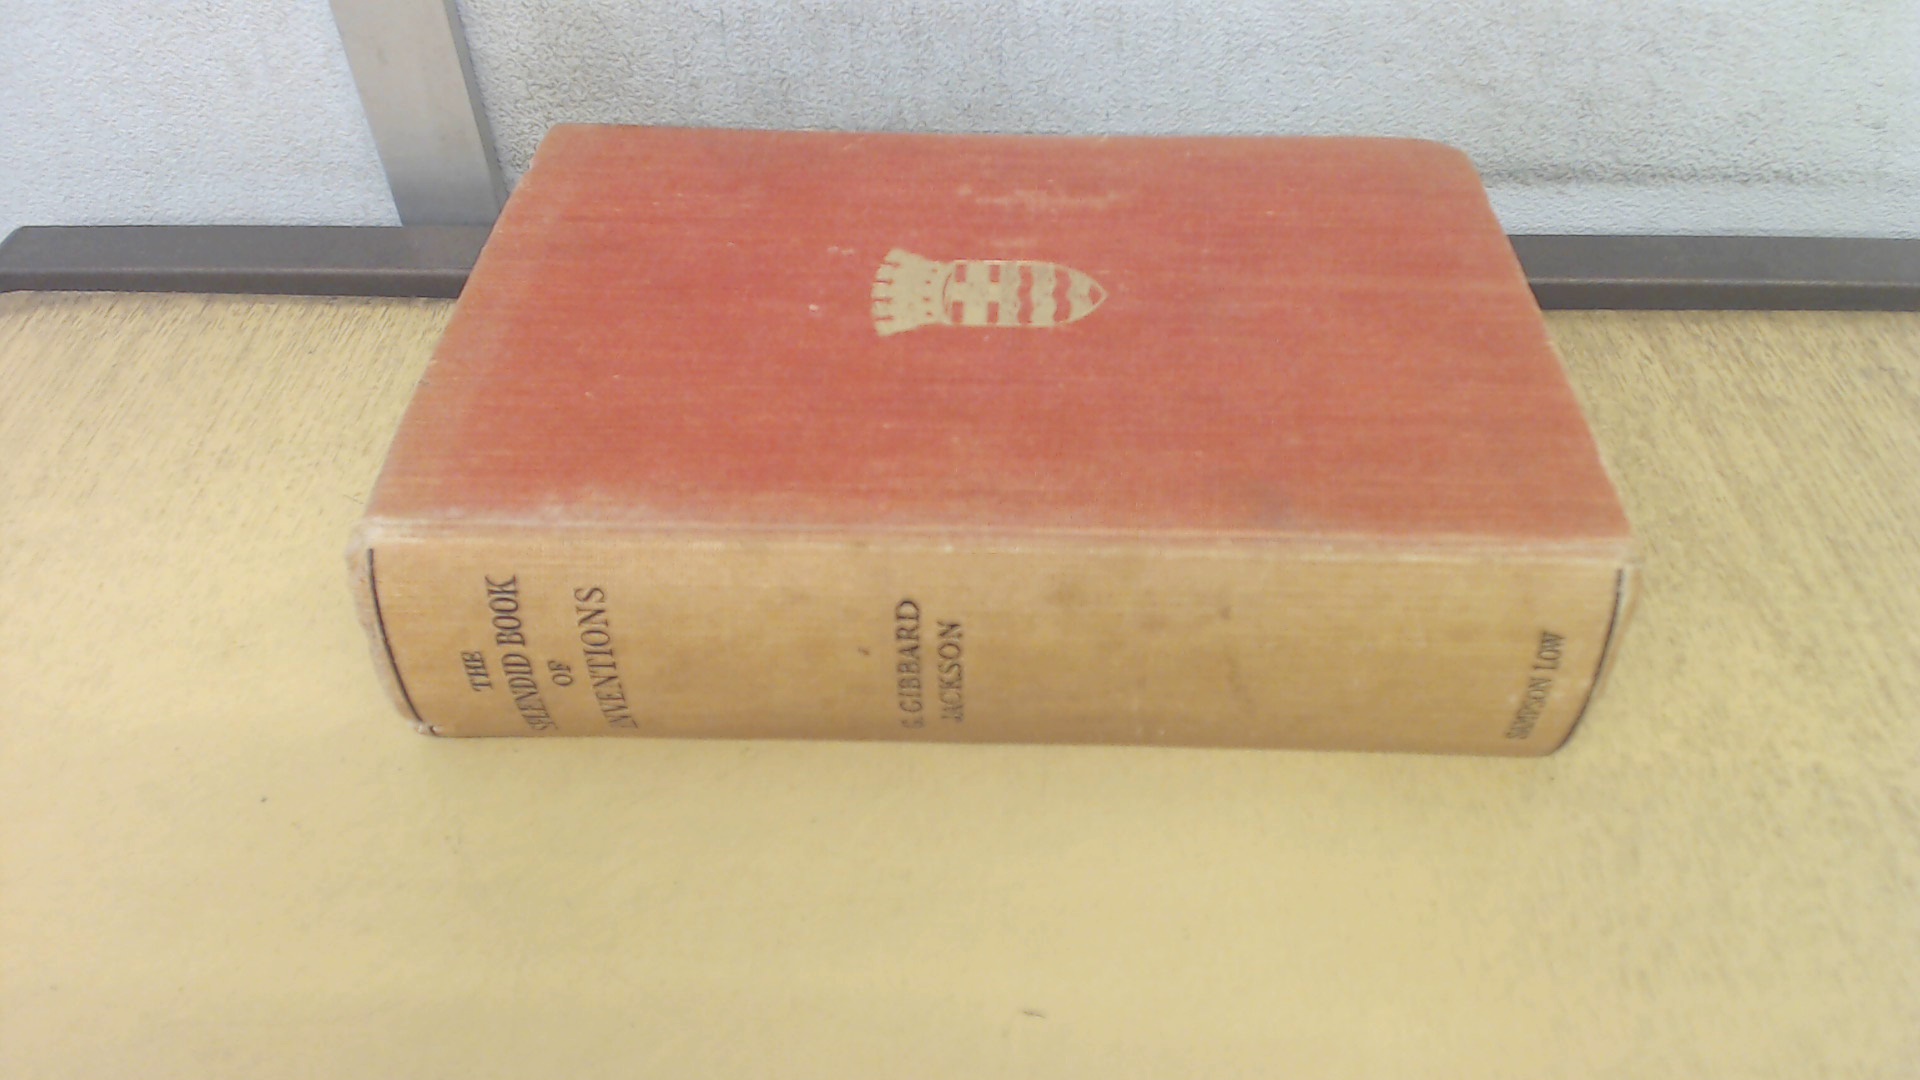 THE
SPLENDID BOOK
OF
INVENTIONS
G. GIBBARD
JACKSON
SAMPSON LOW